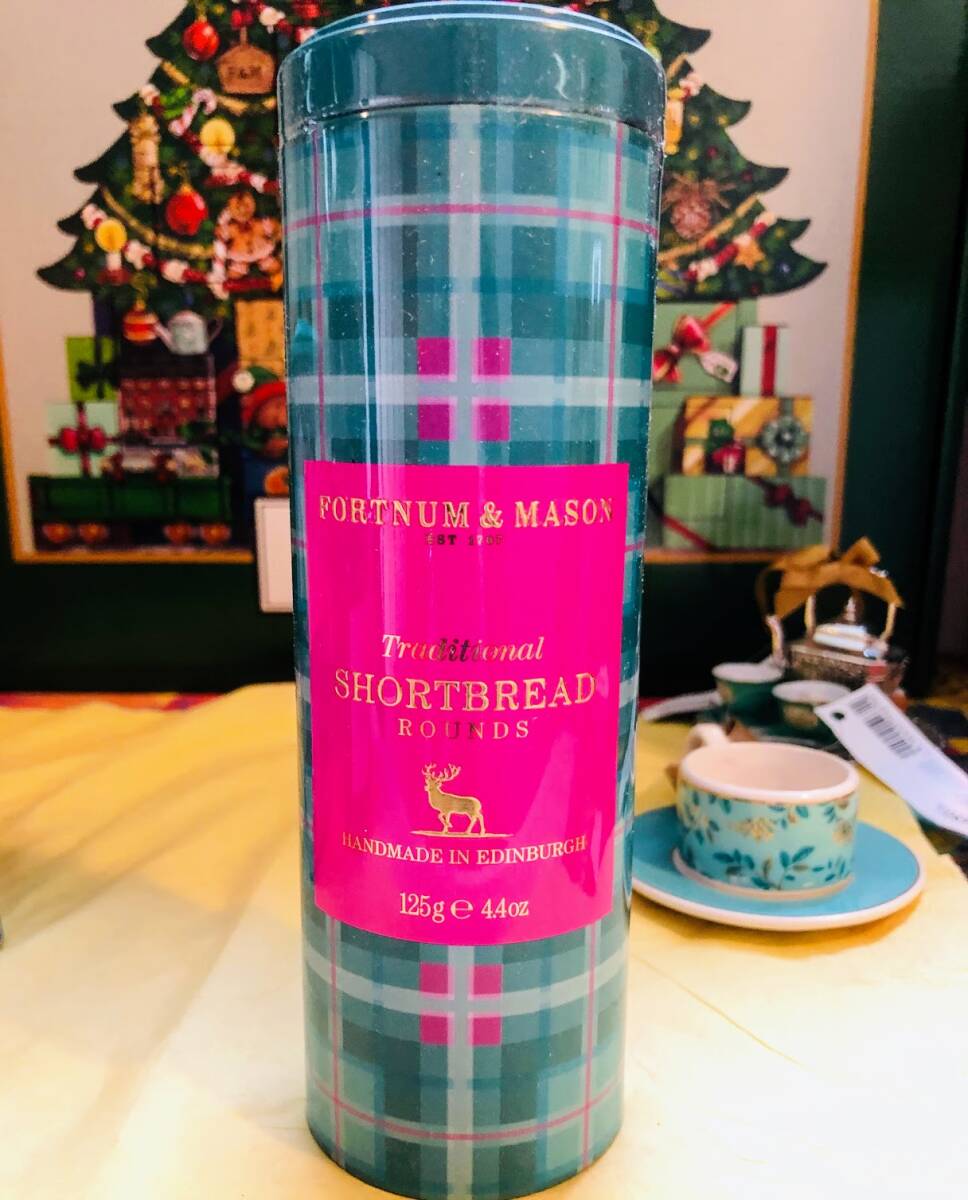 F&M
FORTNUM & MASON
EST 1707
Traditional
SHORTBREAD
ROUNDS
HANDMADE IN EDINBURGH
125g ℮ 4.4oz